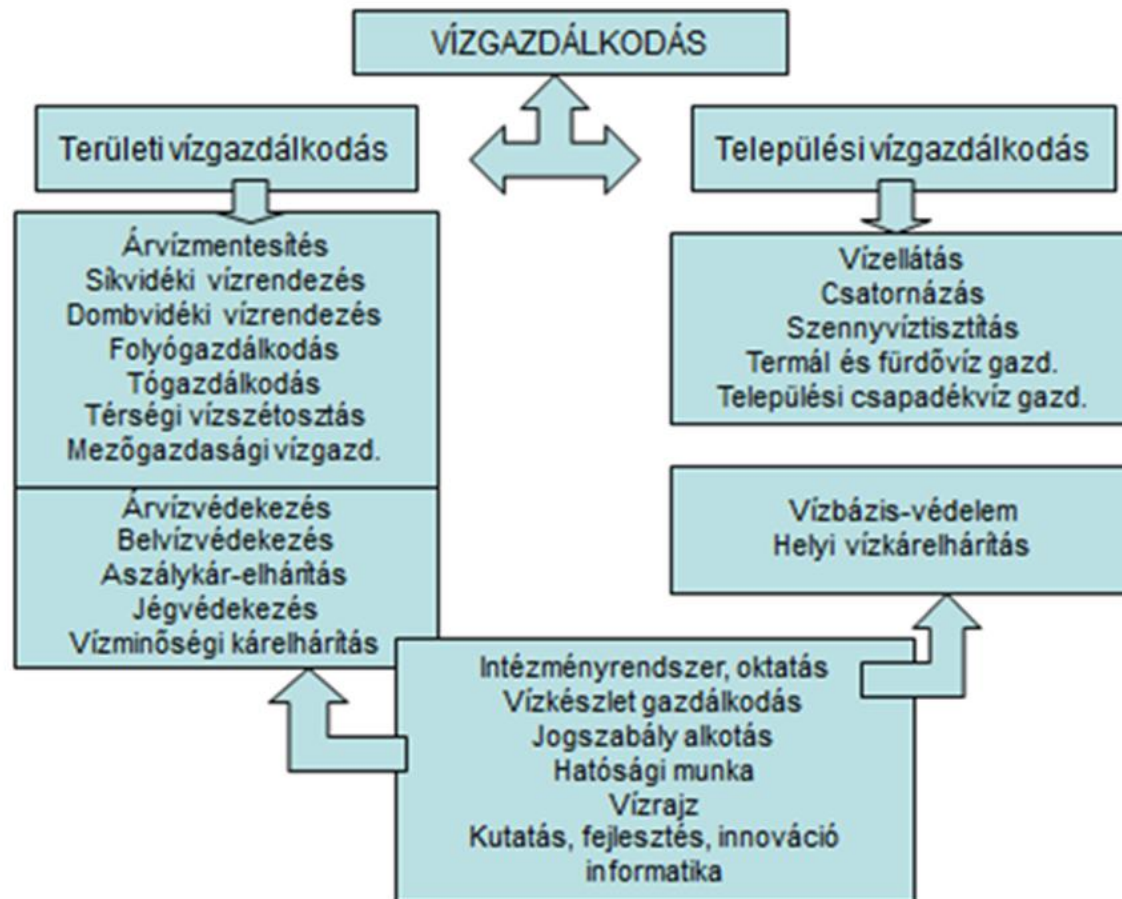 VÍZGAZDÁLKODÁS
Területi vízgazdálkodás
Települési vízgazdálkodás
Árvízmentesítés
Síkvidéki vízrendezés
Dombvidéki vízrendezés
Folyógazdálkodás
Tógazdálkodás
Térségi vízszétosztás
Mezőgazdasági vízgazd.
Árvízvédekezés
Belvízvédekezés
Aszálykár-elhárítás
Jégvédekezés
Vízminőségi kárelhárítás
Vízellátás
Csatornázás
Szennyvíztisztítás
Termál és fürdővíz gazd.
Települési csapadékvíz gazd.
Vízbázis-védelem
Helyi vízkárelhárítás
Intézményrendszer, oktatás
Vízkészlet gazdálkodás
Jogszabály alkotás
Hatósági munka
Vízrajz
Kutatás, fejlesztés, innováció
informatika